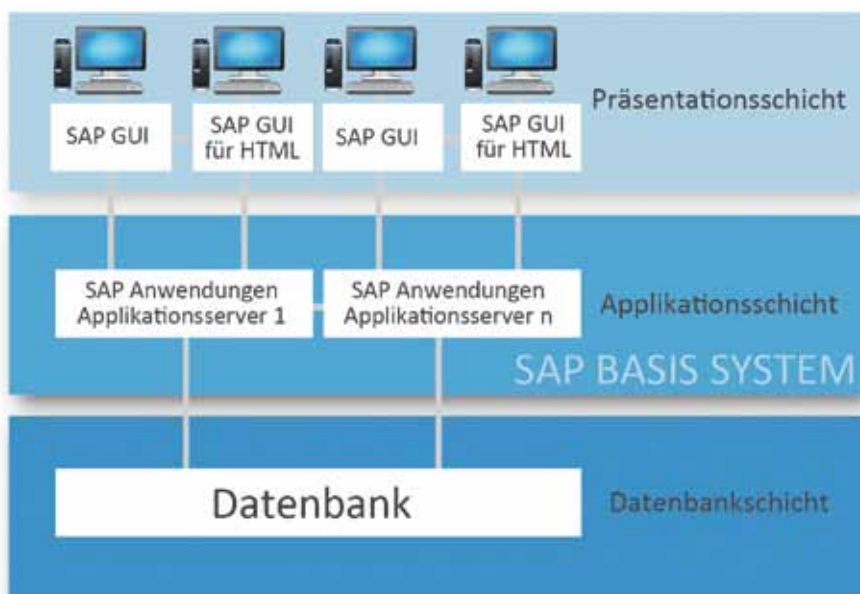 SAP GUI
SAP GUI
für HTML
SAP GUI
SAP GUI
für HTML
Präsentationsschicht
SAP Anwendungen
Applikationsserver 1
SAP Anwendungen
Applikationsserver n
Applikationsschicht
SAP BASIS SYSTEM
Datenbank
Datenbankschicht